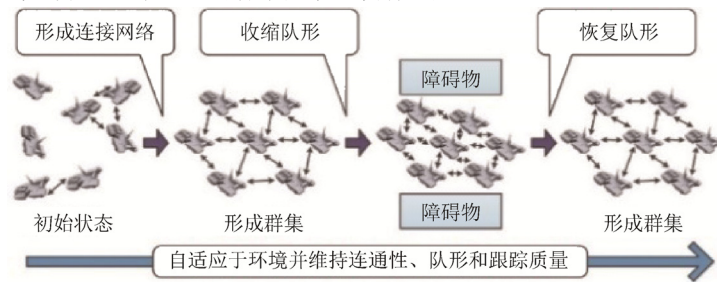 形成连接网络
收缩队形
恢复队形
障碍物
障碍物
初始状态
形成群集
形成群集
自适应于环境并维持连通性、队形和跟踪质量